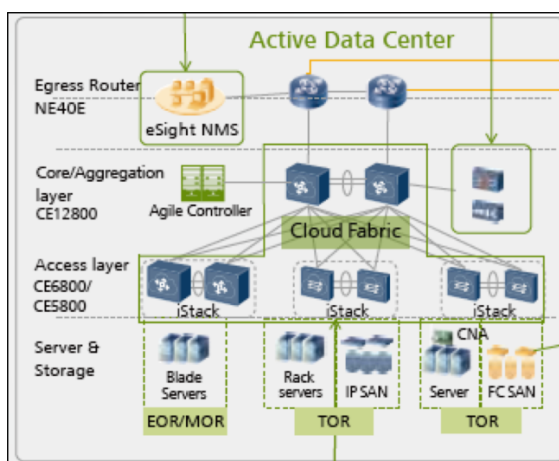 Active Data Center
Egress Router
NE40E
eSight NMS
Core/Aggregation
layer
CE12800
Agile Controller
Cloud Fabric
Access layer
CE6800/
CE5800
iStack
iStack
iStack
Server &
Storage
CNA
Blade
Servers
Rack
servers
IP SAN
Server
FC SAN
EOR/MOR
TOR
TOR